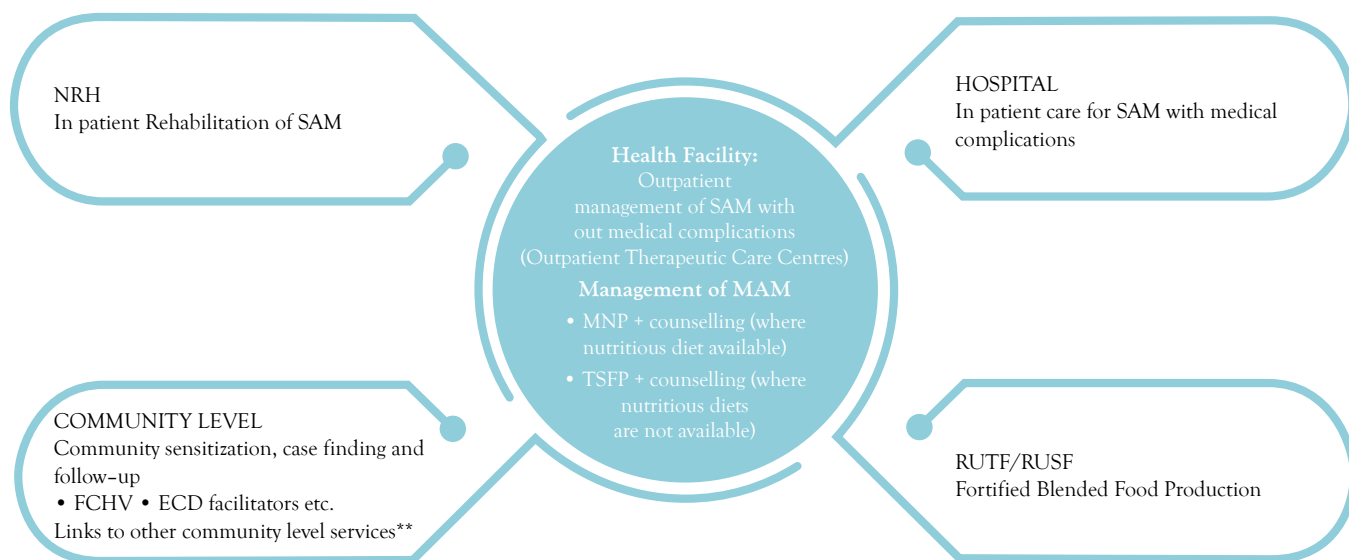 NRH
In patient Rehabilitation of SAM
HOSPITAL
In patient care for SAM with medical
complications
Health Facility:
Outpatient
management of SAM with
out medical complications
(Outpatient Therapeutic Care Centres)
Management of MAM
• MNP + counselling (where
nutritious diet available)
• TSFP + counselling (where
nutritious diets
are not available)
COMMUNITY LEVEL
Community sensitization, case finding and
follow-up
• FCHV • ECD facilitators etc.
Links to other community level services**
RUTF/RUSF
Fortified Blended Food Production